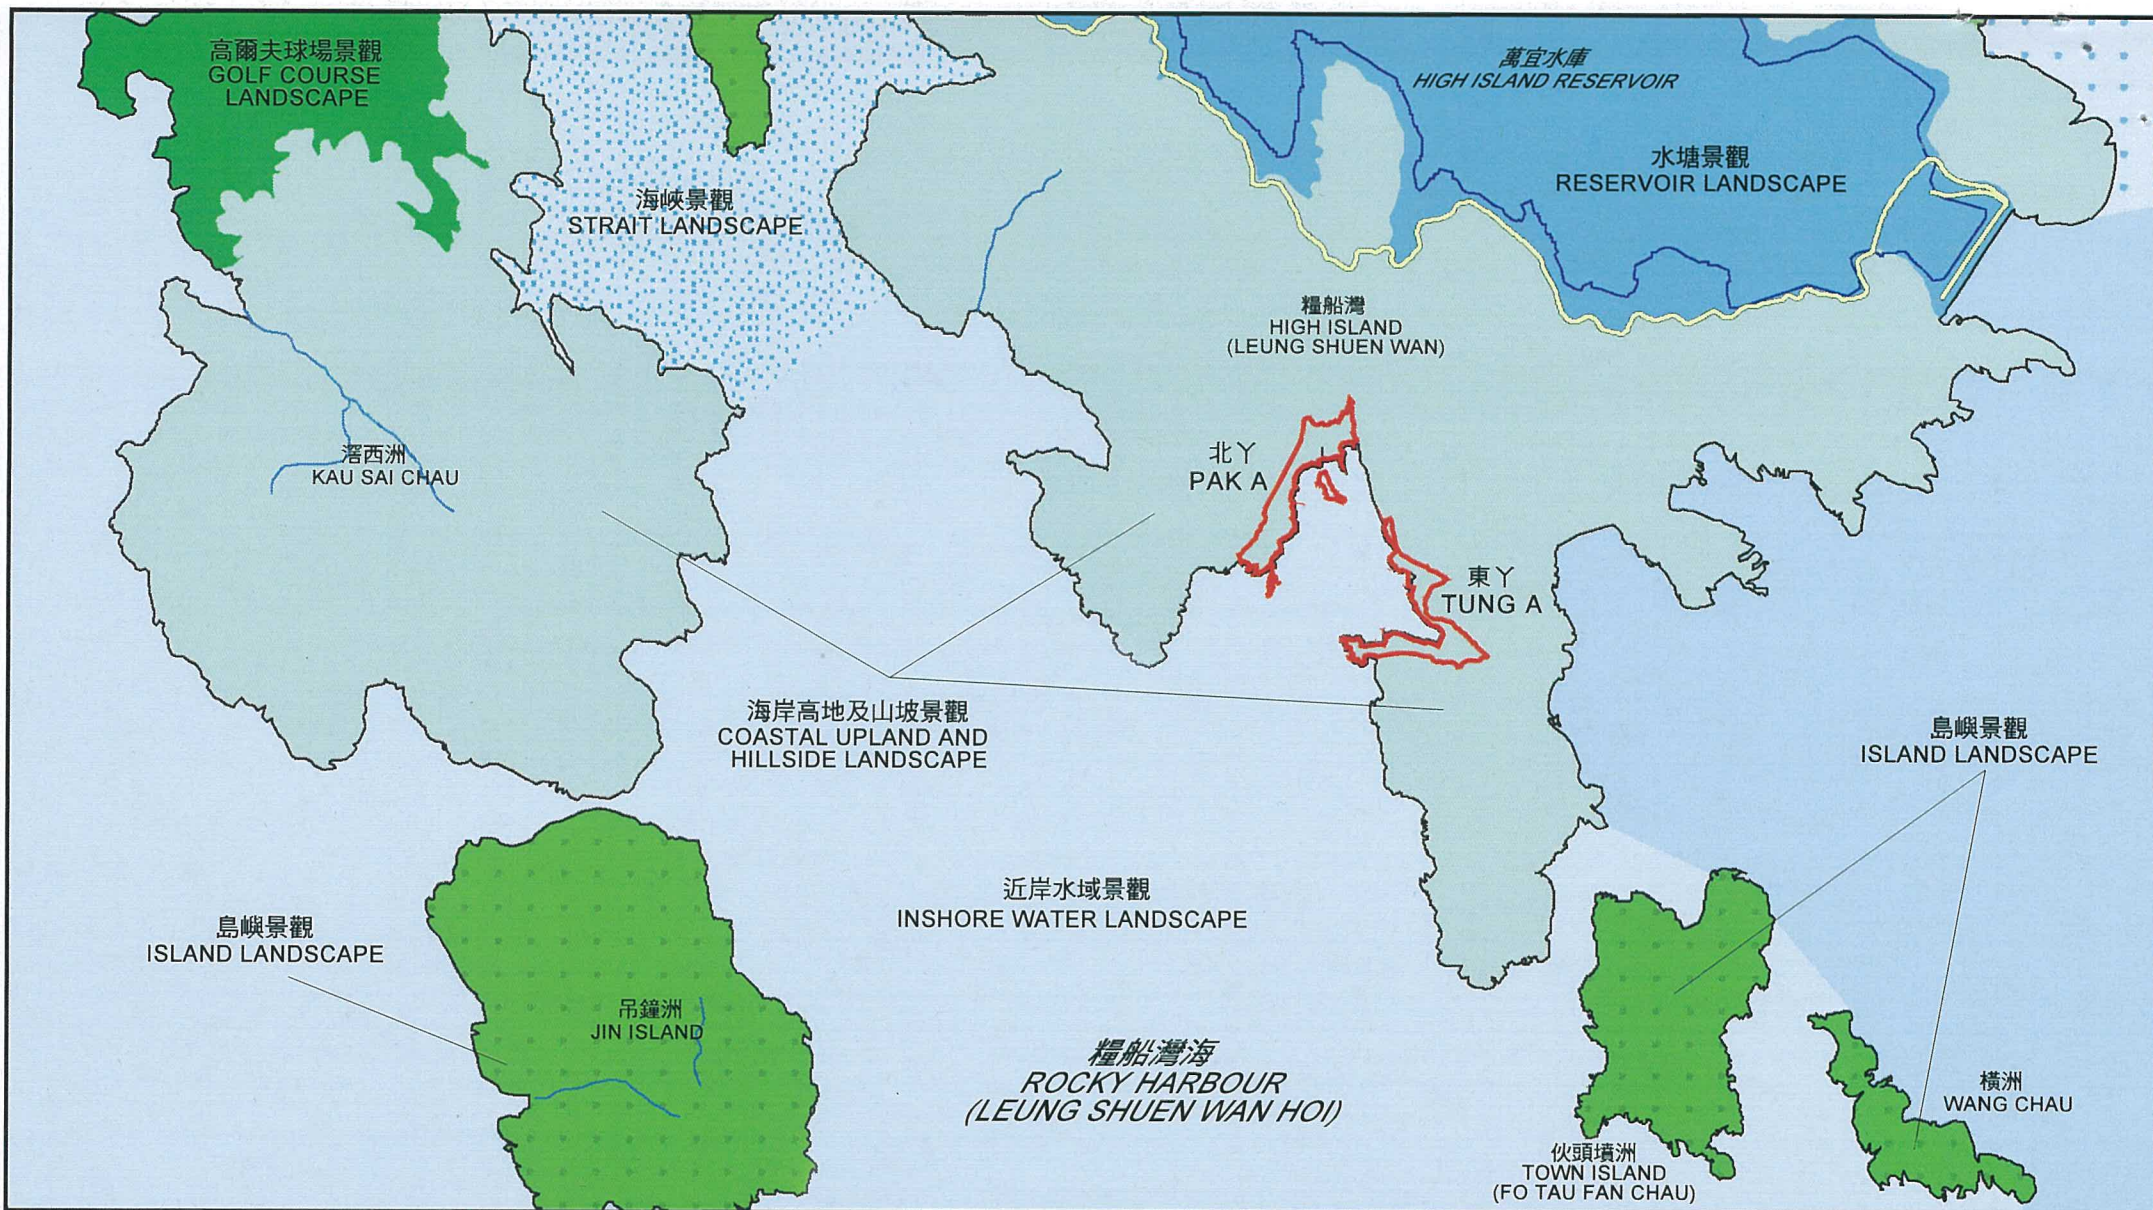 高爾夫球場景觀
GOLF COURSE
LANDSCAPE
萬宜水庫
HIGH ISLAND RESERVOIR
水塘景觀
RESERVOIR LANDSCAPE
海峽景觀
STRAIT LANDSCAPE
糧船灣
HIGH ISLAND
(LEUNG SHUEN WAN)
滘西洲
KAU SAI CHAU
北丫
PAK A
東丫
TUNG A
海岸高地及山坡景觀
COASTAL UPLAND AND
HILLSIDE LANDSCAPE
島嶼景觀
ISLAND LANDSCAPE
近岸水域景觀
INSHORE WATER LANDSCAPE
島嶼景觀
ISLAND LANDSCAPE
吊鐘洲
JIN ISLAND
糧船灣海
ROCKY HARBOUR
(LEUNG SHUEN WAN HOI)
橫洲
WANG CHAU
伙頭墳洲
TOWN ISLAND
(FO TAU FAN CHAU)